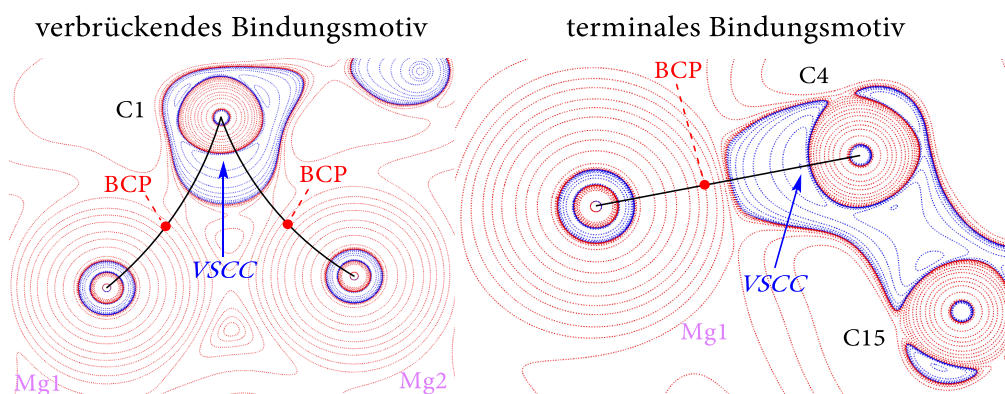 verbrückendes Bindungsmotiv
C1
BCP
BCP
VSCC
Mg1
Mg2
terminales Bindungsmotiv
BCP
C4
VSCC
Mg1
C15